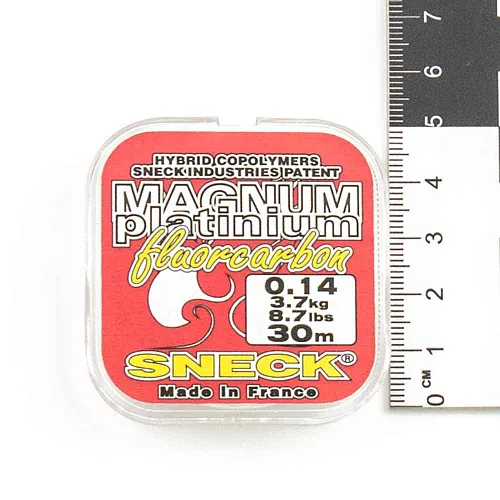 HYBRID COPOLYMERS
SNECK INDUSTRIES PATENT
MAGNUM
platinium
fluorcarbon
0.14
3.7kg
8.7lbs
30m
SNECK®
Made In France
7
6
5
4
3
2
1
0 CM